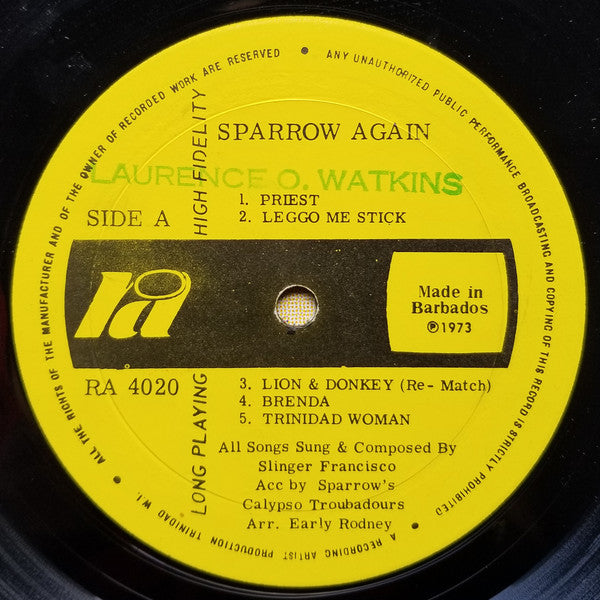 ALL THE RIGHTS OF THE MANUFACTURER AND OF THE OWNER OF RECORDED WORK ARE RESERVED • ANY UNAUTHORIZED PUBLIC PERFORMANCE BROADCASTING AND COPYING OF THIS RECORD IS STRICTLY PROHIBITED •
SPARROW AGAIN
LAURENCE O. WATKINS
HIGH FIDELITY
SIDE A
1. PRIEST
2. LEGGO ME STICK
ra
Made in
Barbados
℗1973
RA 4020
LONG PLAYING
3. LION & DONKEY (Re-Match)
4. BRENDA
5. TRINIDAD WOMAN
All Songs Sung & Composed By
Slinger Francisco
Acc by Sparrow's
Calypso Troubadours
Arr. Early Rodney
A RECORDING ARTIST PRODUCTION TRINIDAD W.I. •